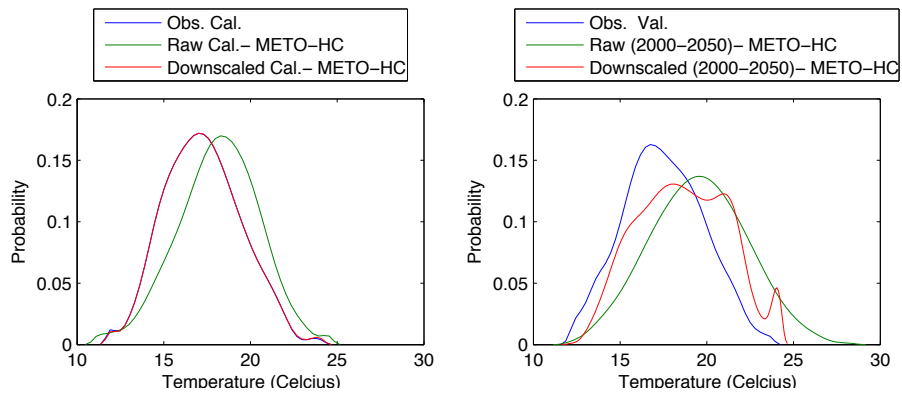 Obs. Cal.
Raw Cal.− METO−HC
Downscaled Cal.− METO−HC
0.2
0.15
0.1
0.05
0
10
15
20
25
30
Probability
Temperature (Celcius)
Obs. Val.
Raw (2000−2050)− METO−HC
Downscaled (2000−2050)− METO−HC
0.2
0.15
0.1
0.05
0
10
15
20
25
30
Probability
Temperature (Celcius)